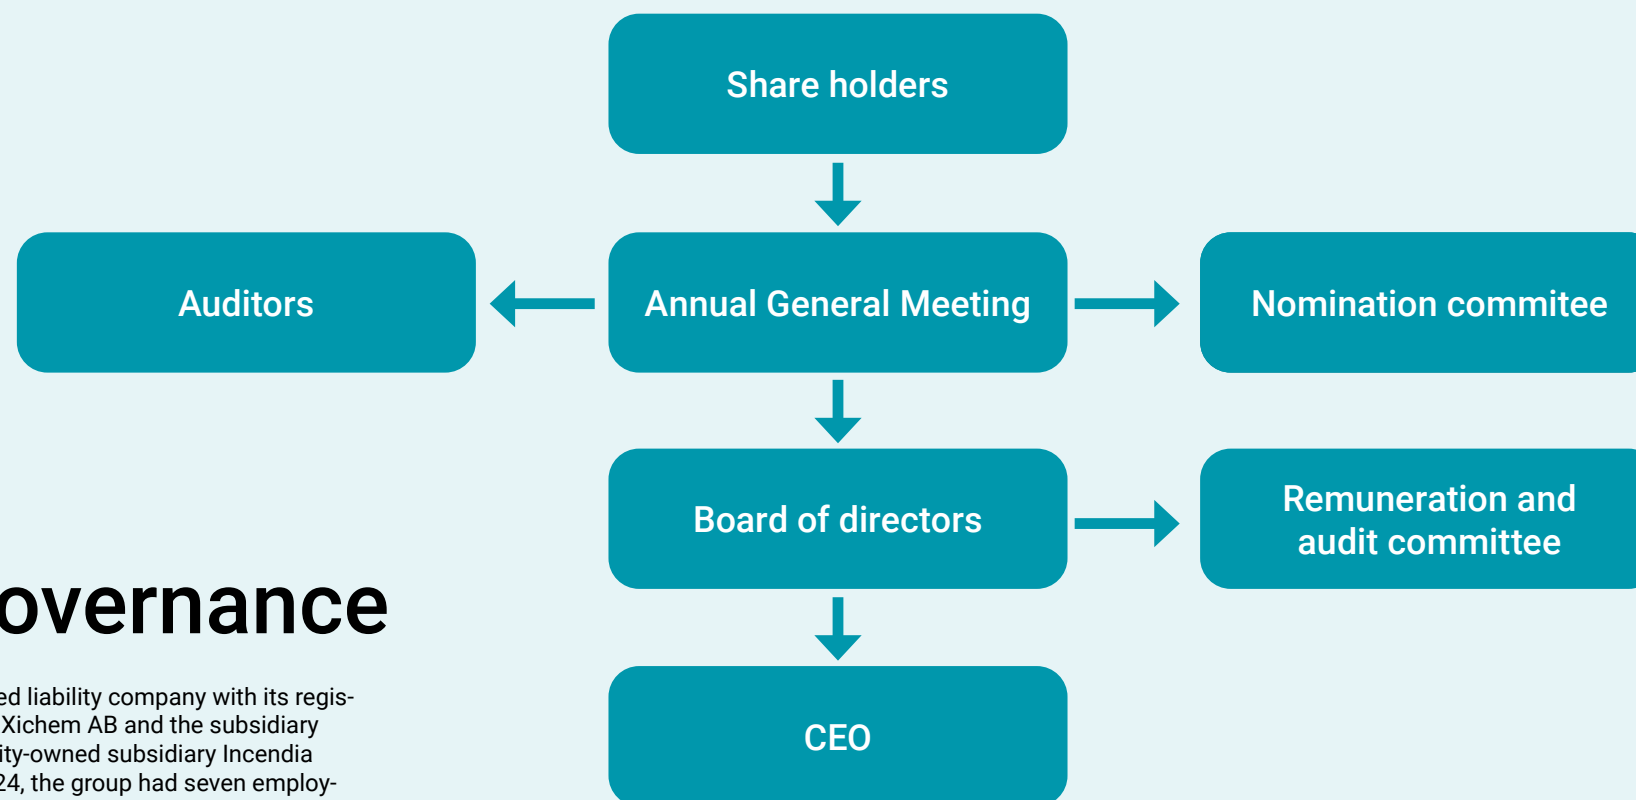 Share holders
Auditors
Annual General Meeting
Nomination commitee
Board of directors
Remuneration and
audit committee
CEO
overnance
ed liability company with its regis-
Xichem AB and the subsidiary
ity-owned subsidiary Incendia
24, the group had seven employ-